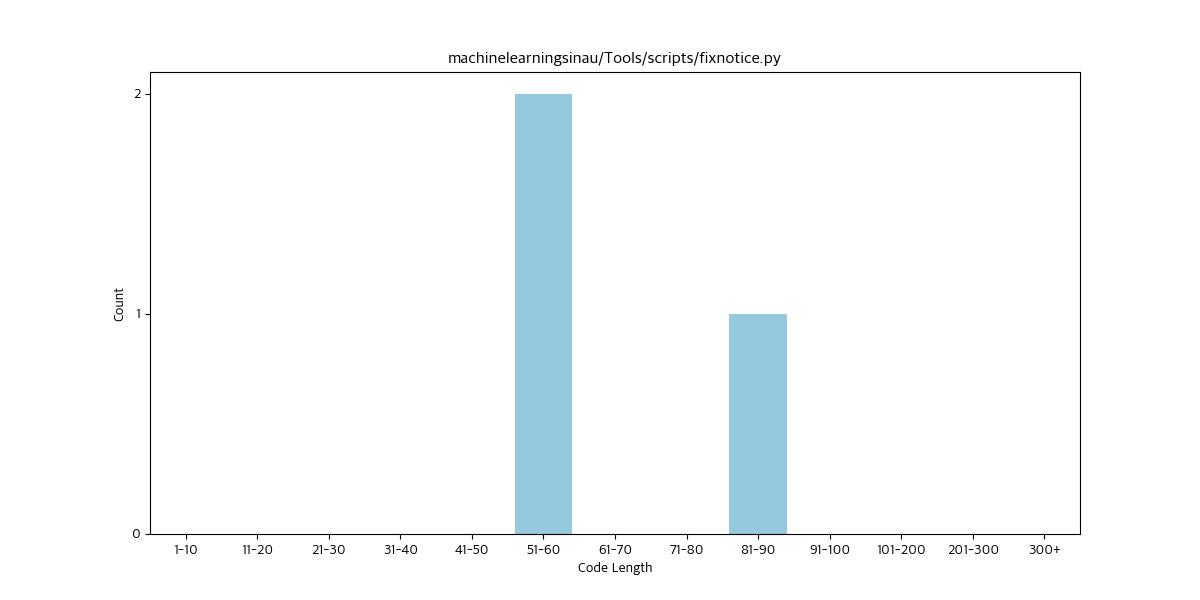 machinelearningsinau/Tools/scripts/fixnotice.py
Count
2
1
0
1-10 11-20 21-30 31-40 41-50 51-60 61-70 71-80 81-90 91-100 101-200 201-300 300+
Code Length